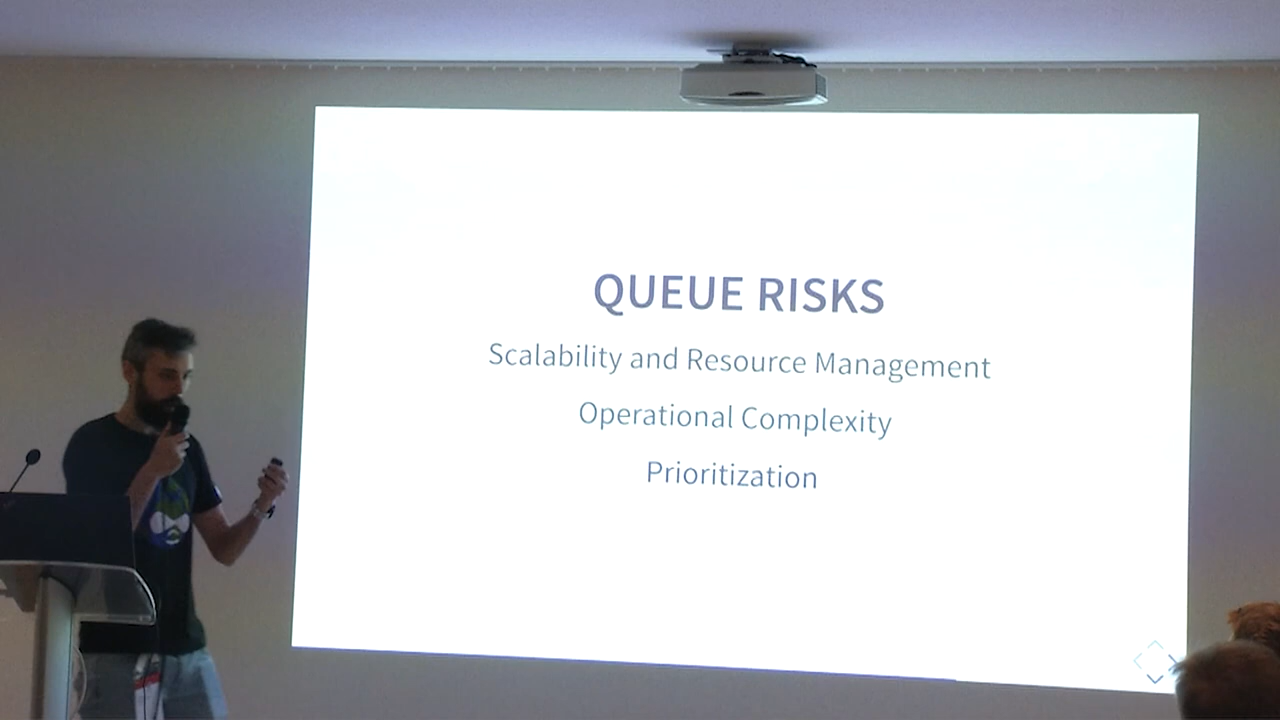 QUEUE RISKS
Scalability and Resource Management
Operational Complexity
Prioritization